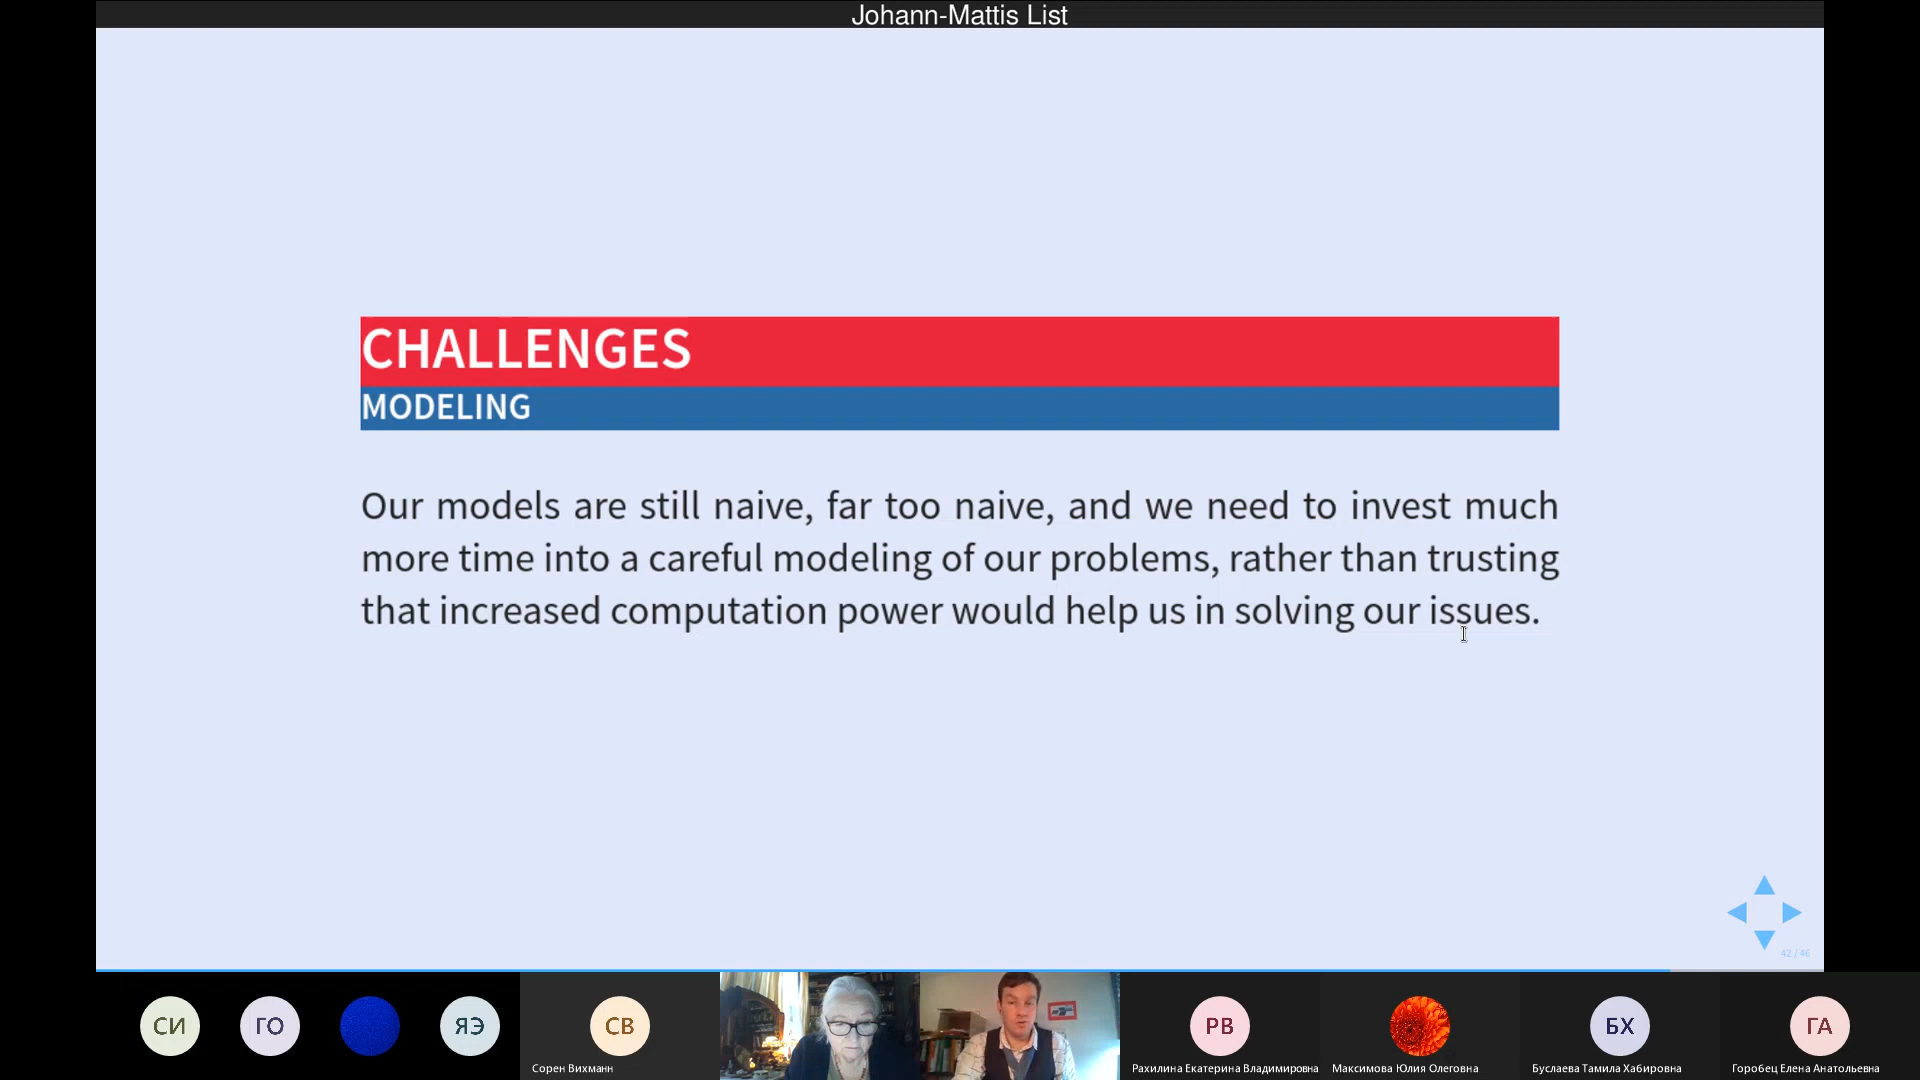 Johann-Mattis List
CHALLENGES
MODELING
Our models are still naive, far too naive, and we need to invest much
more time into a careful modeling of our problems, rather than trusting
that increased computation power would help us in solving our issues.
42 / 46
СИ
ГО
ЯЭ
СВ
РВ
БХ
ГА
Сорен Вихманн
Рахилина Екатерина Владимировна
Максимова Юлия Олеговна
Буслаева Тамила Хабировна
Горобец Елена Анатольевна